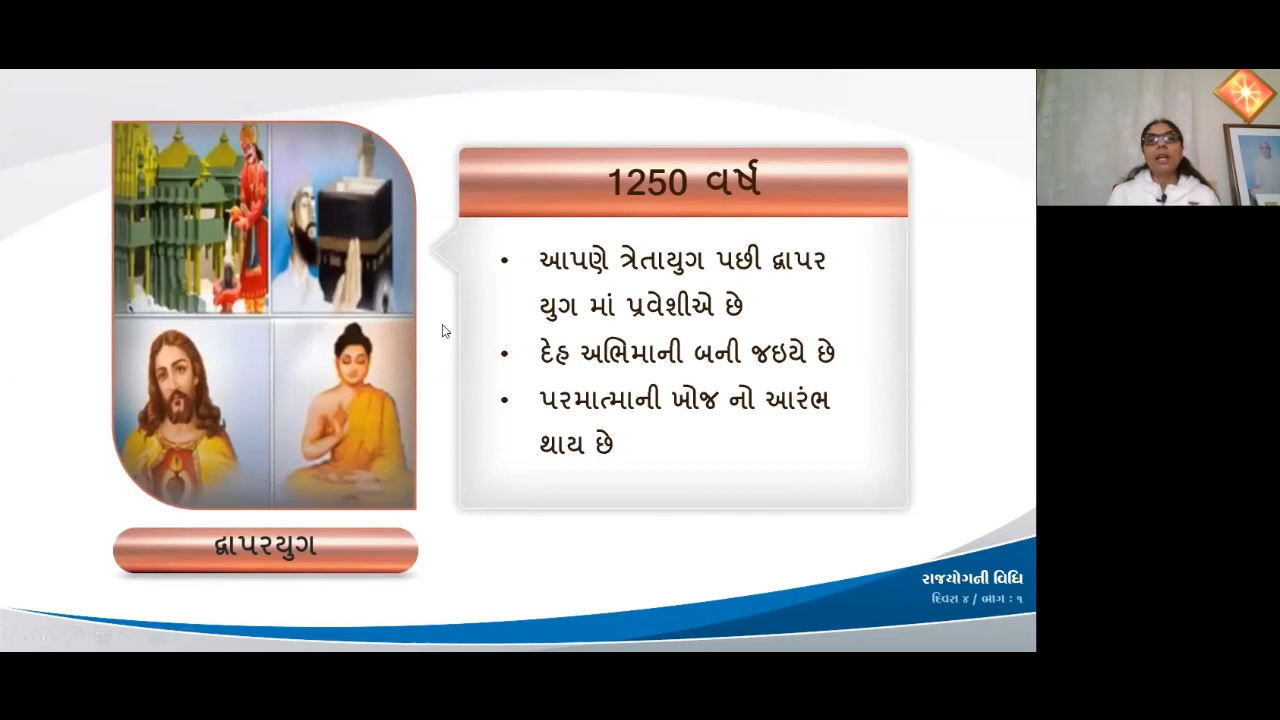 1250 વર્ષ
• આપણે ત્રેતાયુગ પછી દ્વાપર
યુગ માં પ્રવેશીએ છે
• દેહ અભિમાની બની જઇયે છે
• પરમાત્માની ખોજ નો આરંભ
થાય છે
દ્વાપરયુગ
રાજયોગની વિધિ
દિવસ ૪ / ભાગ : ૧